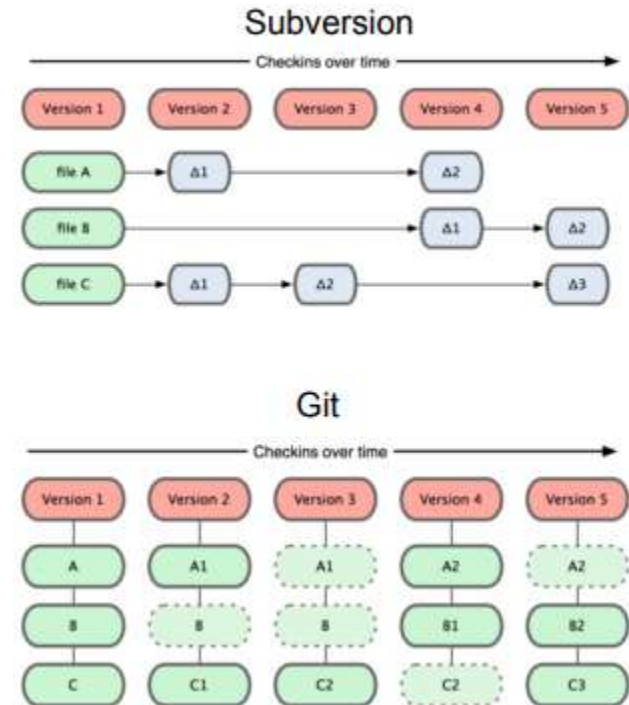 Subversion
Checkins over time
Version 1 Version 2 Version 3 Version 4 Version 5
file A Δ1 Δ2
file B Δ1 Δ2
file C Δ1 Δ2 Δ3
Git
Checkins over time
Version 1 Version 2 Version 3 Version 4 Version 5
A A1 A1 A2 A2
B B B B1 B2
C C1 C2 C2 C3